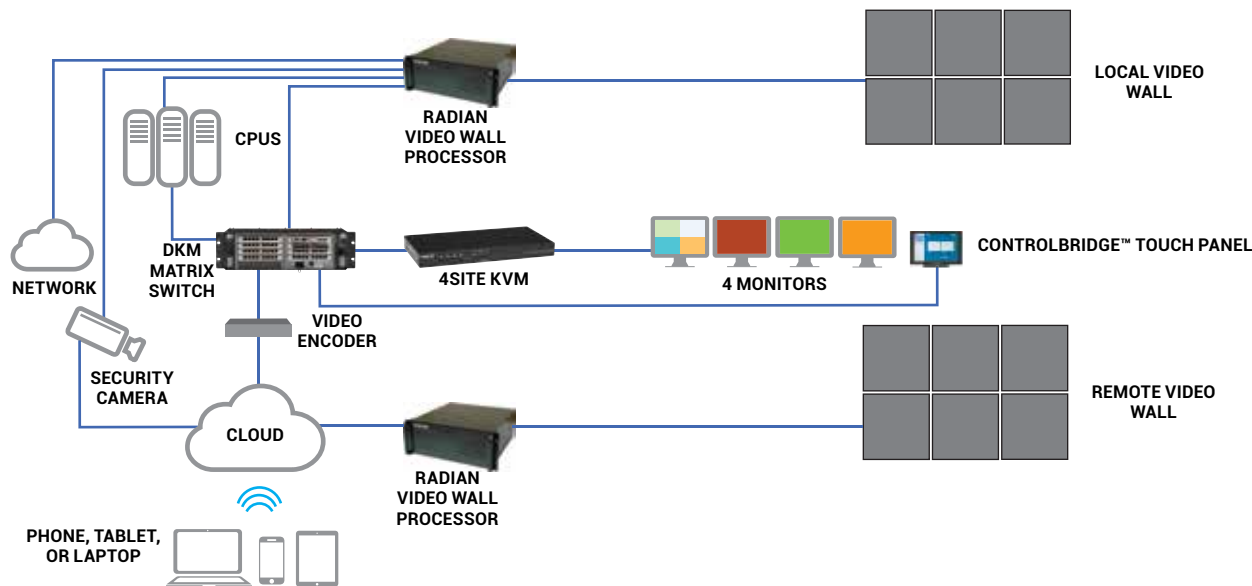 LOCAL VIDEO
WALL
RADIAN
VIDEO WALL
PROCESSOR
CPUS
DKM
MATRIX
SWITCH
4SITE KVM
4 MONITORS
CONTROLBRIDGE™ TOUCH PANEL
NETWORK
VIDEO
ENCODER
SECURITY
CAMERA
CLOUD
RADIAN
VIDEO WALL
PROCESSOR
REMOTE VIDEO
WALL
PHONE, TABLET,
OR LAPTOP